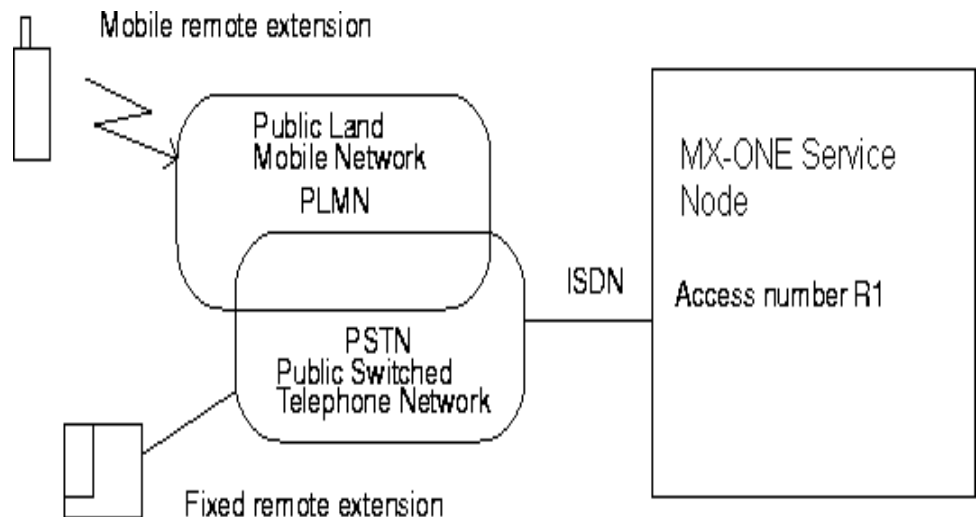 Mobile remote extension
Public Land
Mobile Network
PLMN
MX-ONE Service
Node
ISDN
Access number R1
PSTN
Public Switched
Telephone Network
Fixed remote extension